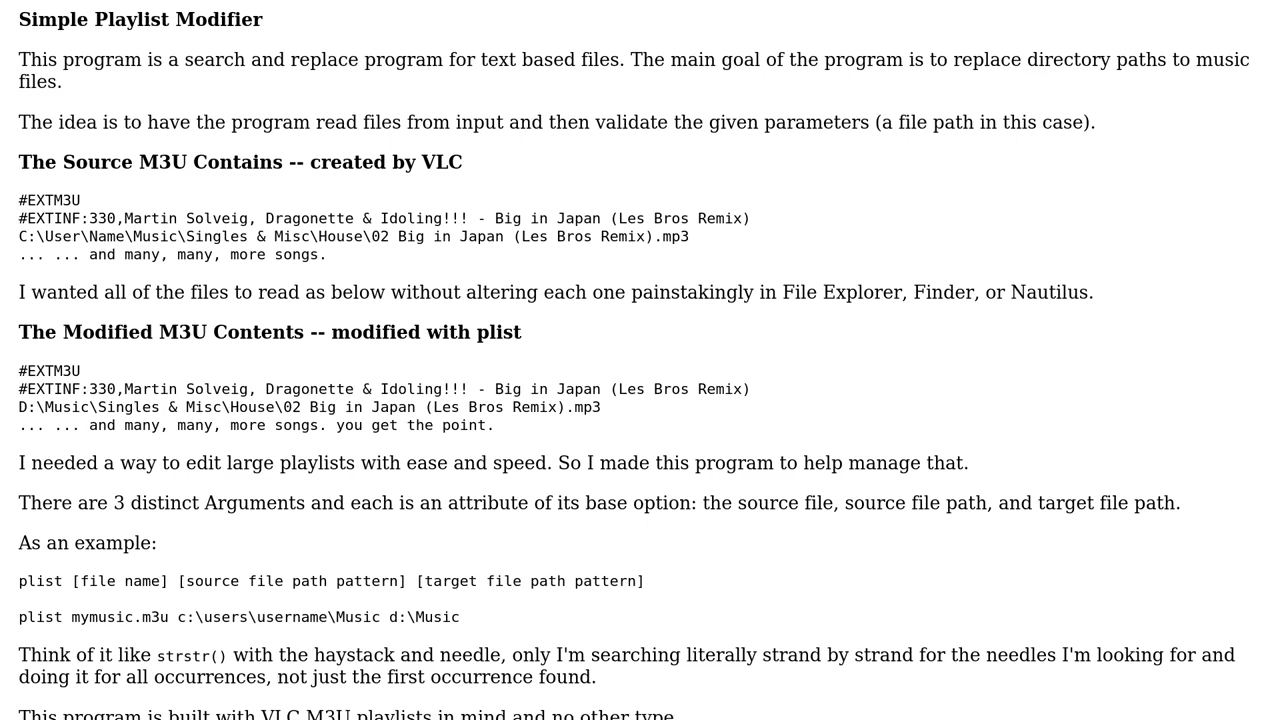 Simple Playlist Modifier
This program is a search and replace program for text based files. The main goal of the program is to replace directory paths to music
files.
The idea is to have the program read files from input and then validate the given parameters (a file path in this case).
The Source M3U Contains -- created by VLC
#EXTM3U
#EXTINF:330,Martin Solveig, Dragonette & Idoling!!! - Big in Japan (Les Bros Remix)
C:\User\Name\Music\Singles & Misc\House\02 Big in Japan (Les Bros Remix).mp3
... ... and many, many, more songs.
I wanted all of the files to read as below without altering each one painstakingly in File Explorer, Finder, or Nautilus.
The Modified M3U Contents -- modified with plist
#EXTM3U
#EXTINF:330,Martin Solveig, Dragonette & Idoling!!! - Big in Japan (Les Bros Remix)
D:\Music\Singles & Misc\House\02 Big in Japan (Les Bros Remix).mp3
... ... and many, many, more songs. you get the point.
I needed a way to edit large playlists with ease and speed. So I made this program to help manage that.
There are 3 distinct Arguments and each is an attribute of its base option: the source file, source file path, and target file path.
As an example:
plist [file name] [source file path pattern] [target file path pattern]
plist mymusic.m3u c:\users\username\Music d:\Music
Think of it like strstr() with the haystack and needle, only I'm searching literally strand by strand for the needles I'm looking for and
doing it for all occurrences, not just the first occurrence found.
This program is built with VLC M3U playlists in mind and no other type.